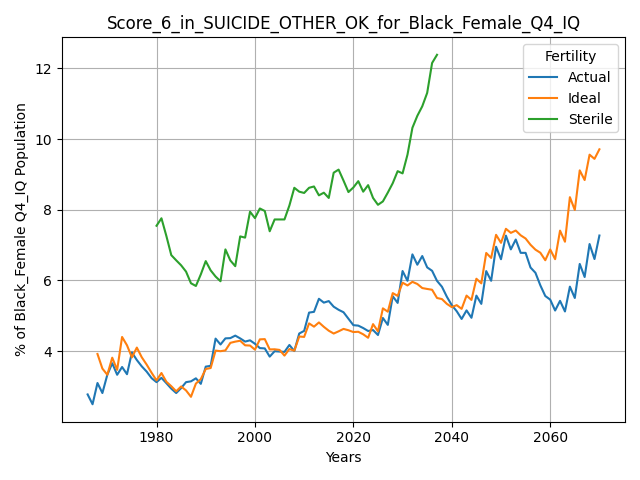 Score_6_in_SUICIDE_OTHER_OK_for_Black_Female_Q4_IQ
Fertility
Actual
Ideal
Sterile
% of Black_Female Q4_IQ Population
12
10
8
6
4
1980 2000 2020 2040 2060
Years